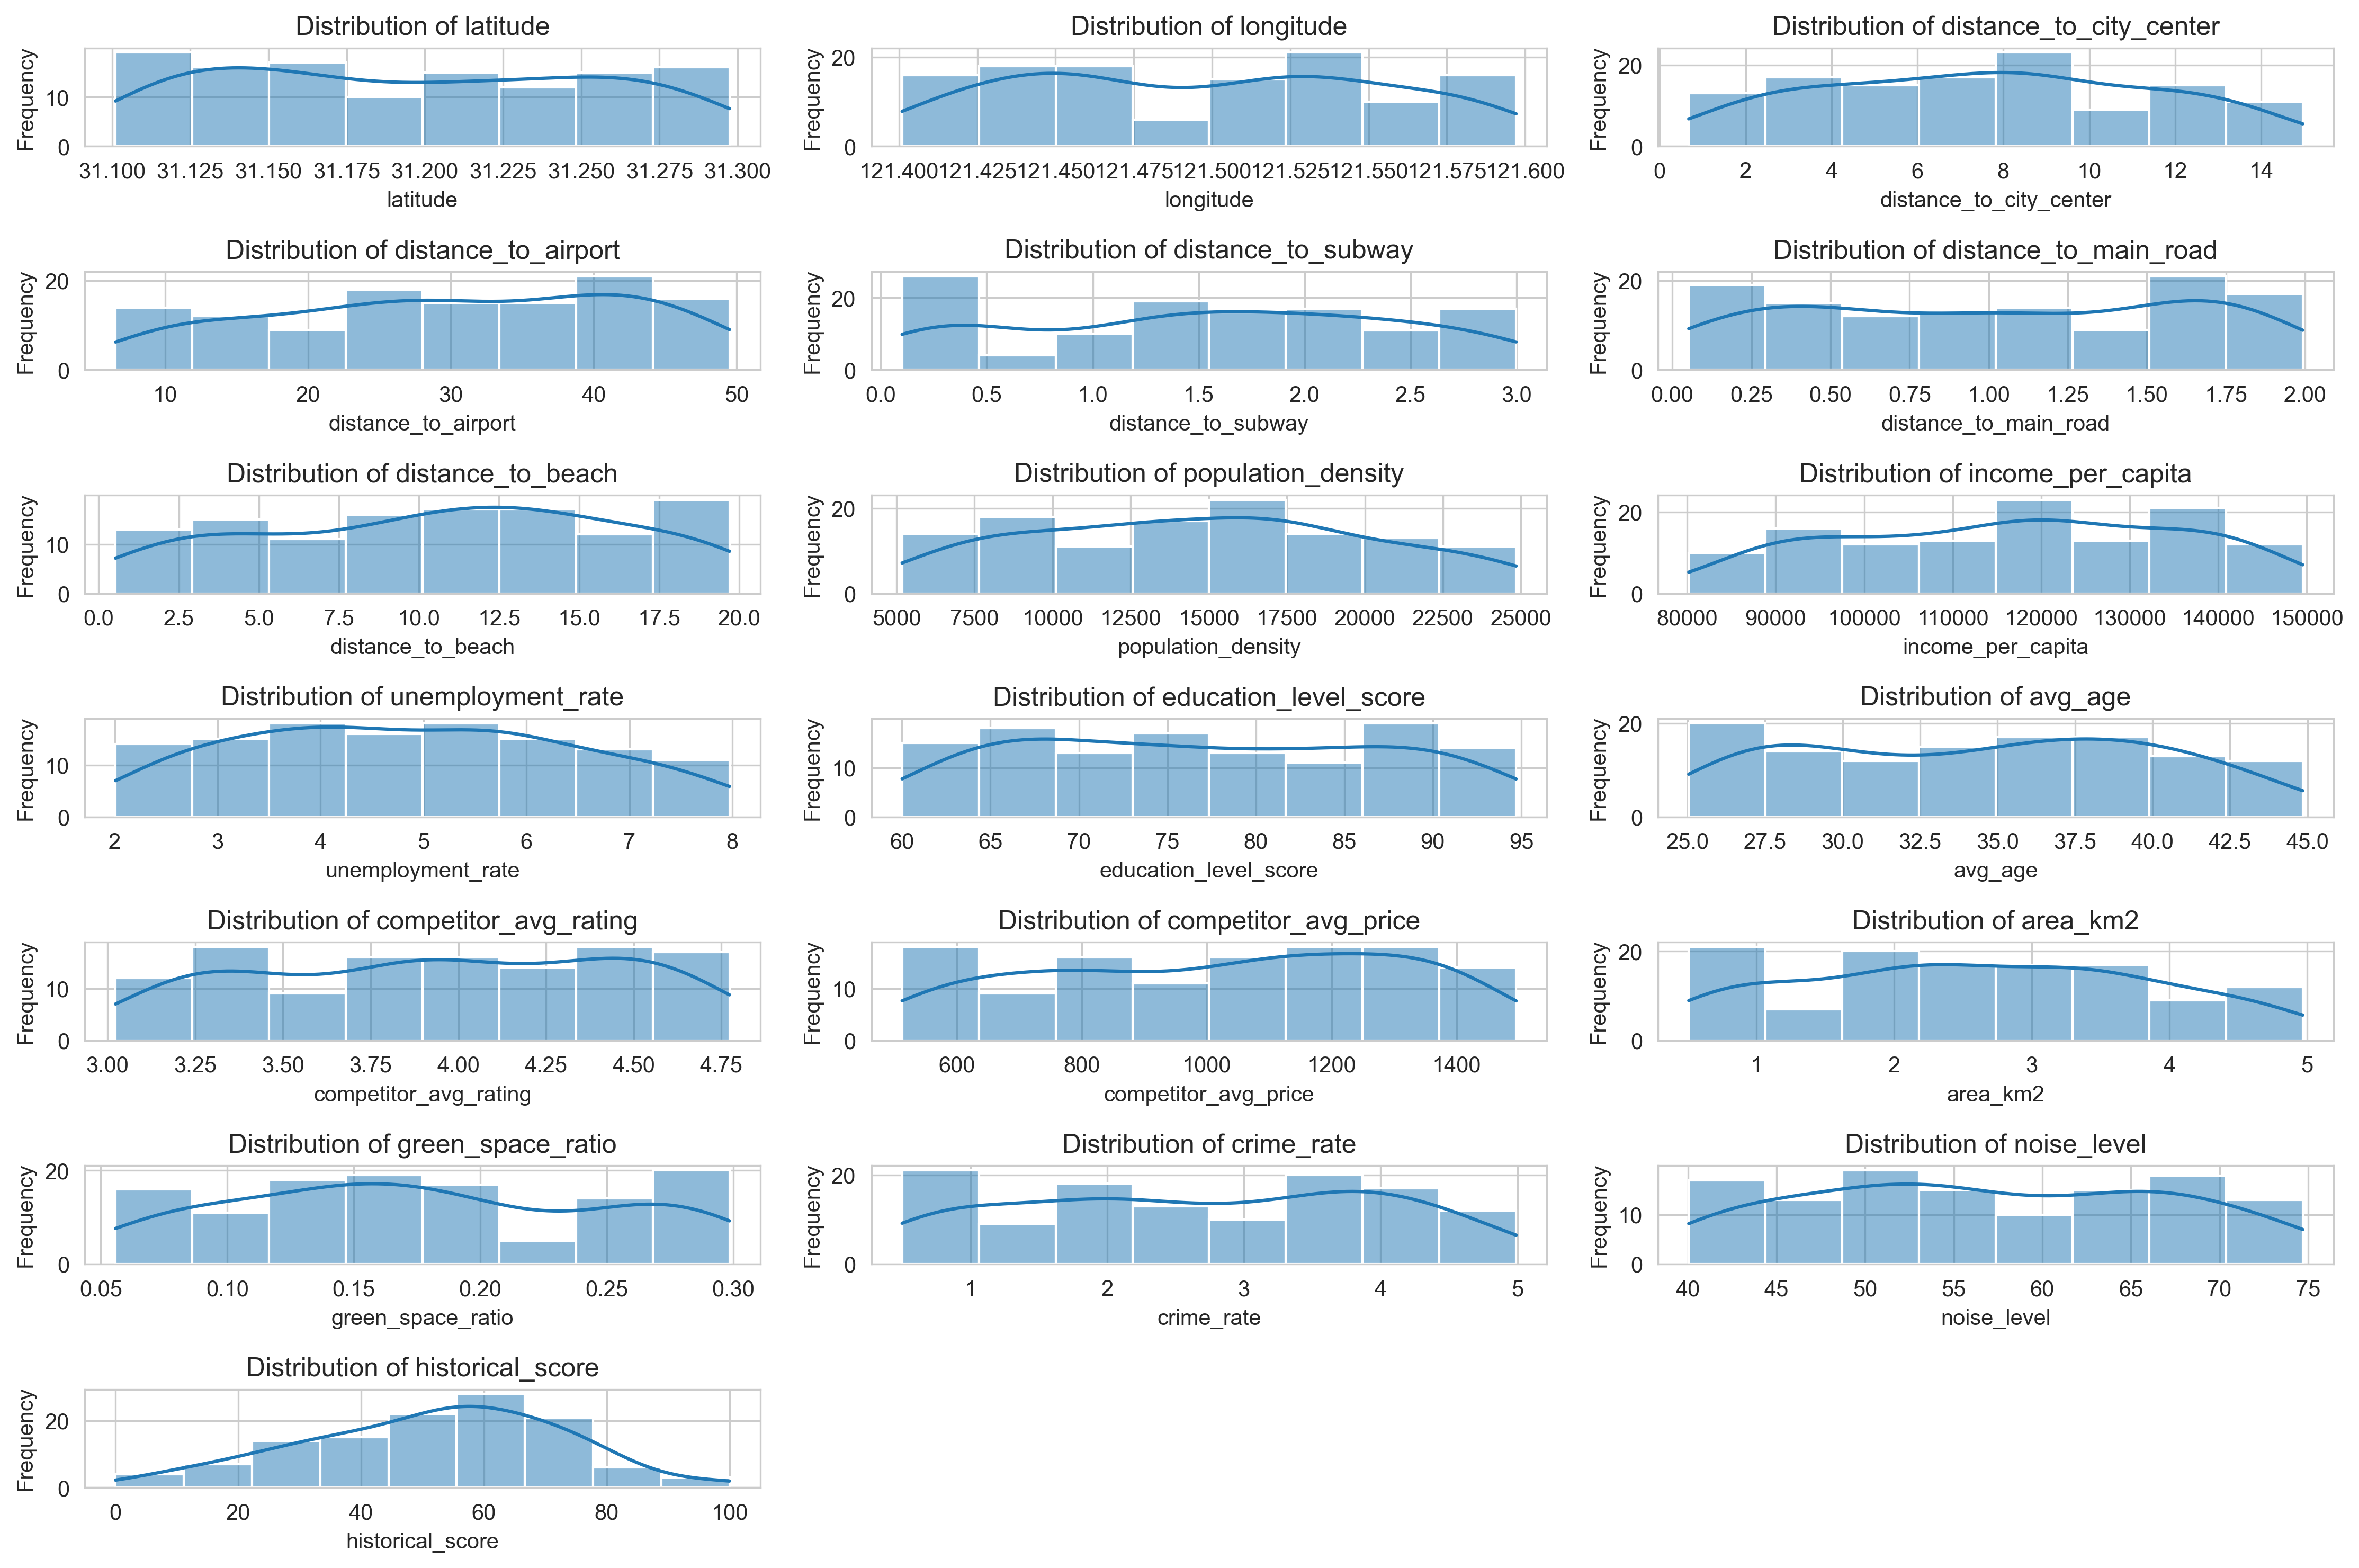 Distribution of latitude
Frequency
10
0
31.100 31.125 31.150 31.175 31.200 31.225 31.250 31.275 31.300
latitude
Distribution of longitude
Frequency
20
0
121.400 121.425 121.450 121.475 121.500 121.525 121.550 121.575 121.600
longitude
Distribution of distance_to_city_center
Frequency
20
0
0 2 4 6 8 10 12 14
distance_to_city_center
Distribution of distance_to_airport
Frequency
20
0
10 20 30 40 50
distance_to_airport
Distribution of distance_to_subway
Frequency
20
0
0.0 0.5 1.0 1.5 2.0 2.5 3.0
distance_to_subway
Distribution of distance_to_main_road
Frequency
20
0
0.00 0.25 0.50 0.75 1.00 1.25 1.50 1.75 2.00
distance_to_main_road
Distribution of distance_to_beach
Frequency
10
0
0.0 2.5 5.0 7.5 10.0 12.5 15.0 17.5 20.0
distance_to_beach
Distribution of population_density
Frequency
20
0
5000 7500 10000 12500 15000 17500 20000 22500 25000
population_density
Distribution of income_per_capita
Frequency
20
0
80000 90000 100000 110000 120000 130000 140000 150000
income_per_capita
Distribution of unemployment_rate
Frequency
10
0
2 3 4 5 6 7 8
unemployment_rate
Distribution of education_level_score
Frequency
10
0
60 65 70 75 80 85 90 95
education_level_score
Distribution of avg_age
Frequency
20
0
25.0 27.5 30.0 32.5 35.0 37.5 40.0 42.5 45.0
avg_age
Distribution of competitor_avg_rating
Frequency
10
0
3.00 3.25 3.50 3.75 4.00 4.25 4.50 4.75
competitor_avg_rating
Distribution of competitor_avg_price
Frequency
10
0
600 800 1000 1200 1400
competitor_avg_price
Distribution of area_km2
Frequency
20
0
1 2 3 4 5
area_km2
Distribution of green_space_ratio
Frequency
20
0
0.05 0.10 0.15 0.20 0.25 0.30
green_space_ratio
Distribution of crime_rate
Frequency
20
0
1 2 3 4 5
crime_rate
Distribution of noise_level
Frequency
10
0
40 45 50 55 60 65 70 75
noise_level
Distribution of historical_score
Frequency
20
0
0 20 40 60 80 100
historical_score